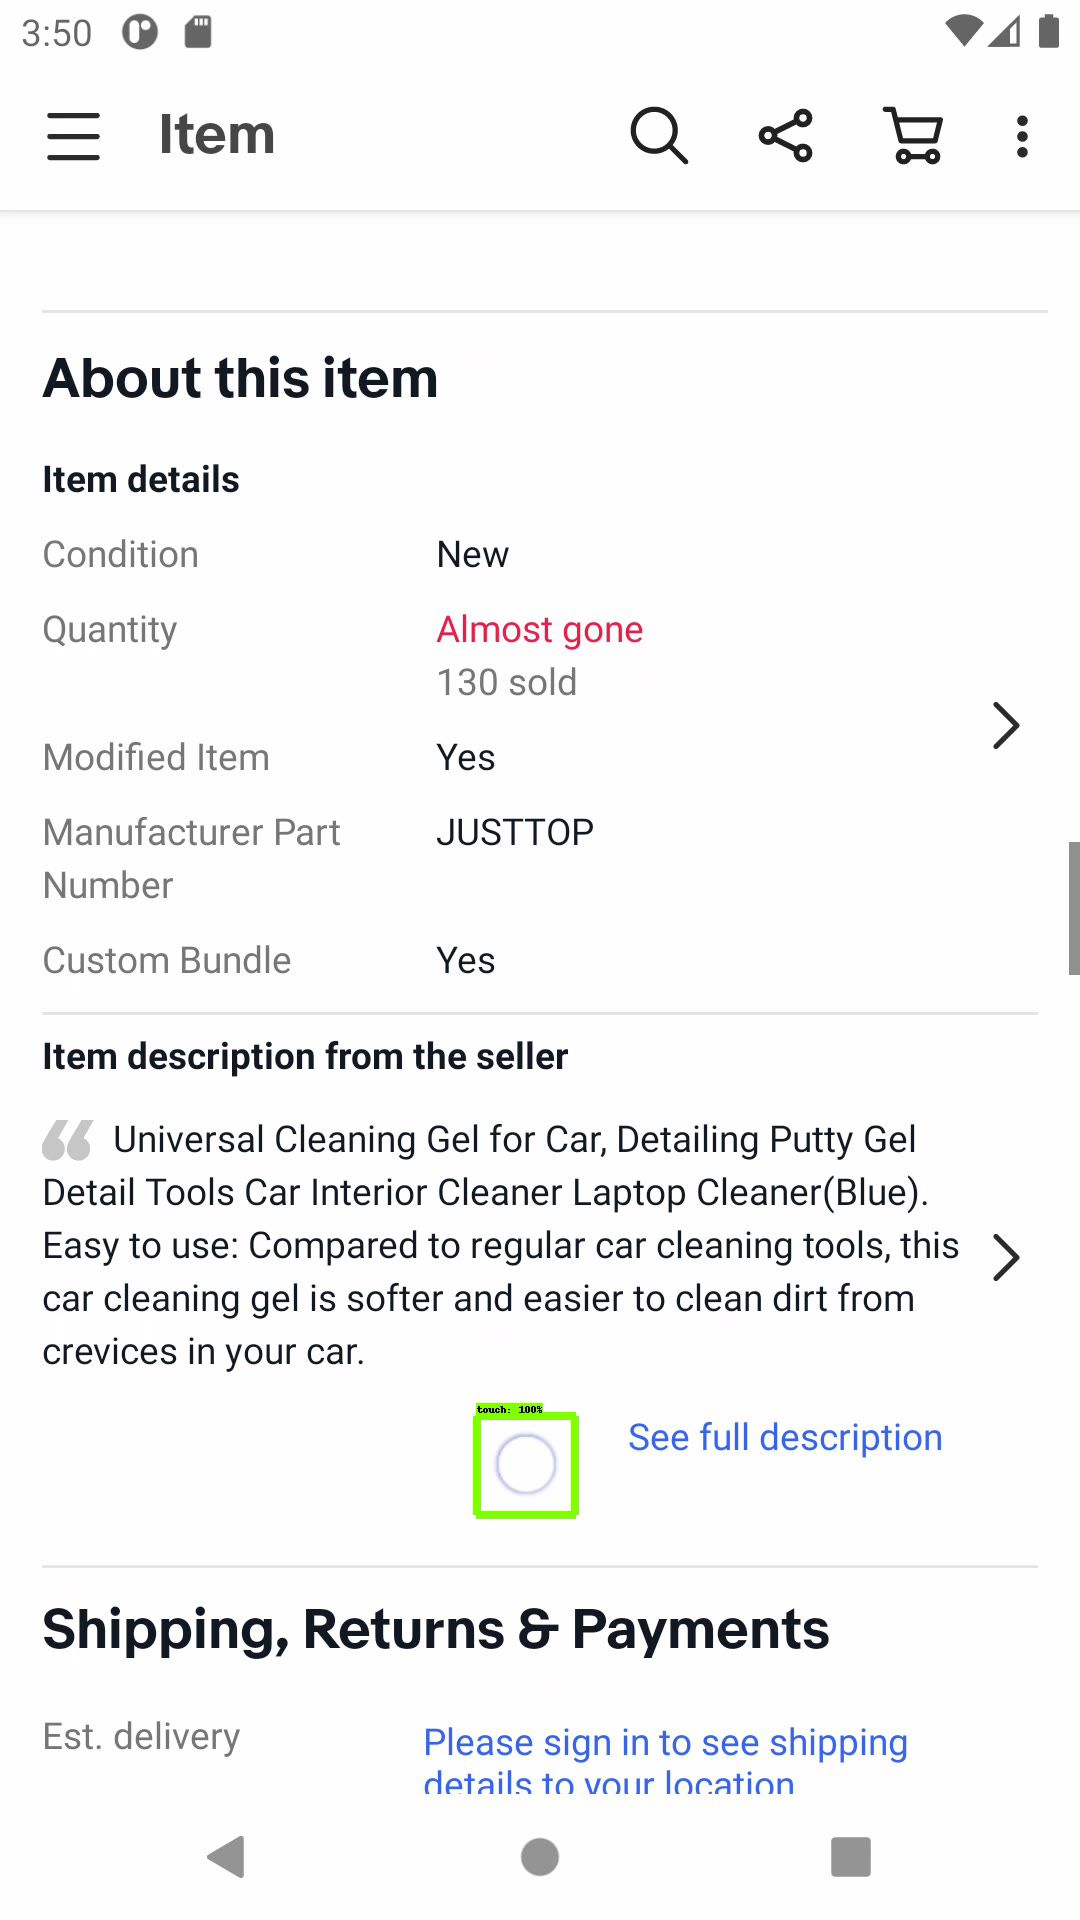 3:50
Item
About this item
Item details
Condition New
Quantity Almost gone
130 sold
Modified Item Yes
Manufacturer Part JUSTTOP
Number
Custom Bundle Yes
Item description from the seller
“ Universal Cleaning Gel for Car, Detailing Putty Gel
Detail Tools Car Interior Cleaner Laptop Cleaner(Blue).
Easy to use: Compared to regular car cleaning tools, this
car cleaning gel is softer and easier to clean dirt from
crevices in your car.
touch: 100%
See full description
Shipping, Returns & Payments
Est. delivery Please sign in to see shipping
details to your location